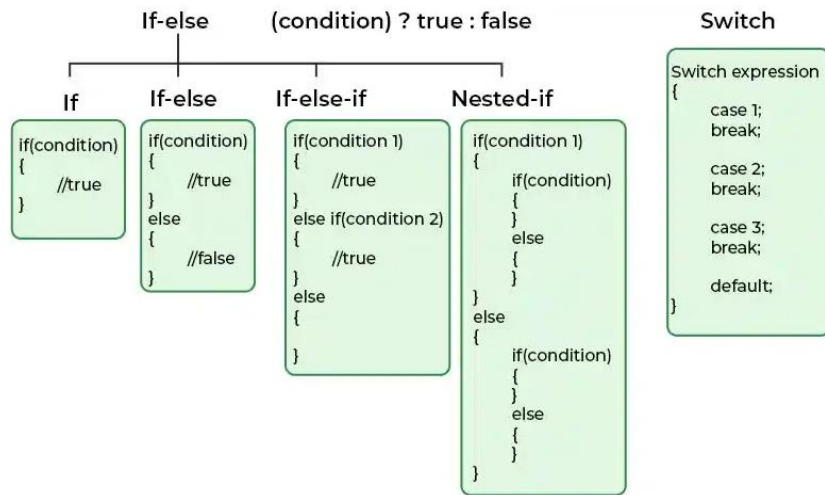 If-else
(condition) ? true : false
Switch
If
if(condition)
{
//true
}
If-else
if(condition)
{
//true
}
else
{
//false
}
If-else-if
if(condition 1)
{
//true
}
else if(condition 2)
{
//true
}
else
{
}
Nested-if
if(condition 1)
{
if(condition)
{
}
else
{
}
}
else
{
if(condition)
{
}
else
{
}
}
Switch expression
{
case 1;
break;
case 2;
break;
case 3;
break;
default;
}